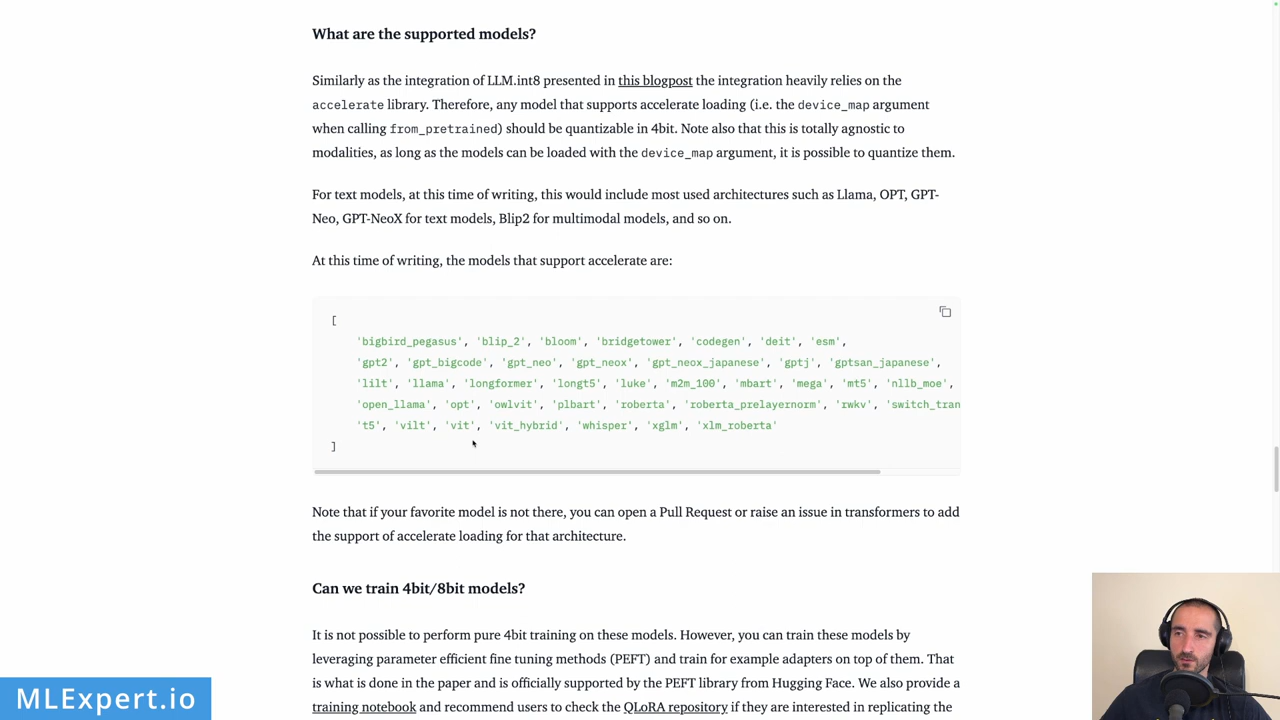 What are the supported models?
Similarly as the integration of LLM.int8 presented in this blogpost the integration heavily relies on the
accelerate library. Therefore, any model that supports accelerate loading (i.e. the device_map argument
when calling from_pretrained) should be quantizable in 4bit. Note also that this is totally agnostic to
modalities, as long as the models can be loaded with the device_map argument, it is possible to quantize them.
For text models, at this time of writing, this would include most used architectures such as Llama, OPT, GPT-
Neo, GPT-NeoX for text models, Blip2 for multimodal models, and so on.
At this time of writing, the models that support accelerate are:
[
'bigbird_pegasus', 'blip_2', 'bloom', 'bridgetower', 'codegen', 'deit', 'esm',
'gpt2', 'gpt_bigcode', 'gpt_neo', 'gpt_neox', 'gpt_neox_japanese', 'gptj', 'gptsan_japanese',
'lilt', 'llama', 'longformer', 'longt5', 'luke', 'm2m_100', 'mbart', 'mega', 'mt5', 'nllb_moe',
'open_llama', 'opt', 'owlvit', 'plbart', 'roberta', 'roberta_prelayernorm', 'rwkv', 'switch_tran
't5', 'vilt', 'vit', 'vit_hybrid', 'whisper', 'xglm', 'xlm_roberta'
]
Note that if your favorite model is not there, you can open a Pull Request or raise an issue in transformers to add
the support of accelerate loading for that architecture.
Can we train 4bit/8bit models?
It is not possible to perform pure 4bit training on these models. However, you can train these models by
leveraging parameter efficient fine tuning methods (PEFT) and train for example adapters on top of them. That
is what is done in the paper and is officially supported by the PEFT library from Hugging Face. We also provide a
training notebook and recommend users to check the QLoRA repository if they are interested in replicating the
MLExpert.io